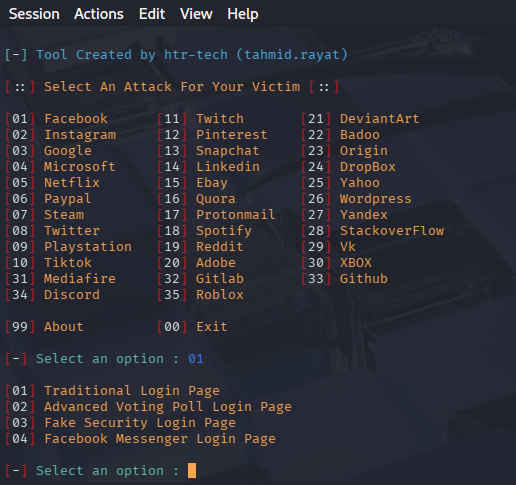 Session Actions Edit View Help
[-] Tool Created by htr-tech (tahmid.rayat)
[::] Select An Attack For Your Victim [::]
[01] Facebook [11] Twitch [21] DeviantArt
[02] Instagram [12] Pinterest [22] Badoo
[03] Google [13] Snapchat [23] Origin
[04] Microsoft [14] Linkedin [24] DropBox
[05] Netflix [15] Ebay [25] Yahoo
[06] Paypal [16] Quora [26] Wordpress
[07] Steam [17] Protonmail [27] Yandex
[08] Twitter [18] Spotify [28] StackoverFlow
[09] Playstation [19] Reddit [29] Vk
[10] Tiktok [20] Adobe [30] XBOX
[31] Mediafire [32] Gitlab [33] Github
[34] Discord [35] Roblox
[99] About [00] Exit
[-] Select an option : 01
[01] Traditional Login Page
[02] Advanced Voting Poll Login Page
[03] Fake Security Login Page
[04] Facebook Messenger Login Page
[-] Select an option :